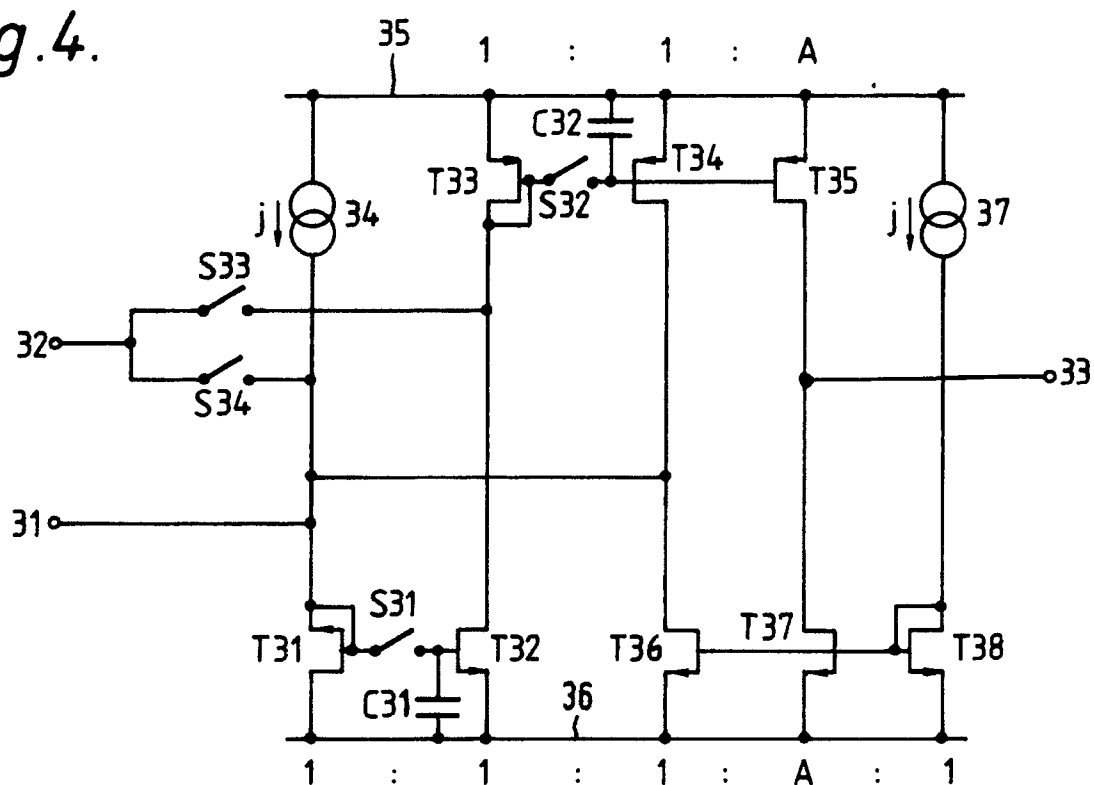 g.4.
35
1 : 1 : A
C32
T33
S32
T34
T35
j
34
j
37
S33
32
S34
33
31
S31
T31
T32
T36
T37
T38
C31
36
1 : 1 : 1 : A : 1